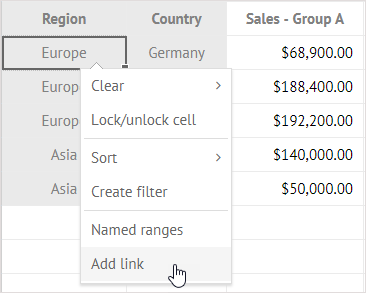 Region Country Sales - Group A
Europe Germany $68,900.00
Europ $188,400.00
Europ $192,200.00
Asia $140,000.00
Asia $50,000.00
Clear
Lock/unlock cell
Sort
Create filter
Named ranges
Add link